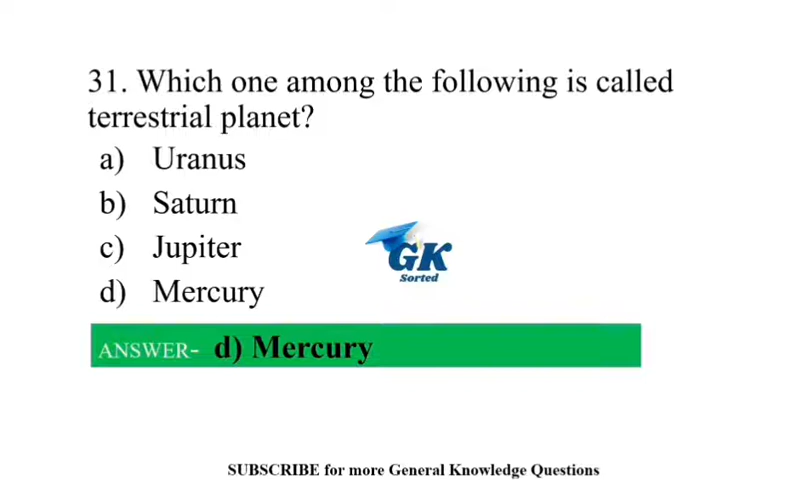 31. Which one among the following is called
terrestrial planet?
a) Uranus
b) Saturn
c) Jupiter
d) Mercury
GK
Sorted
ANSWER- d) Mercury
SUBSCRIBE for more General Knowledge Questions